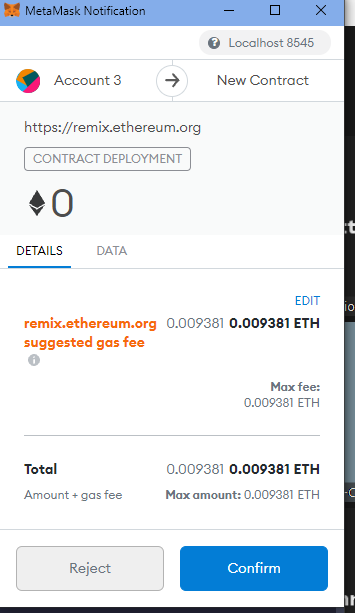 MetaMask Notification
Localhost 8545
Account 3
New Contract
https://remix.ethereum.org
CONTRACT DEPLOYMENT
0
DETAILS DATA
EDIT
remix.ethereum.org 0.009381 0.009381 ETH
suggested gas fee
Max fee:
0.009381 ETH
Total 0.009381 0.009381 ETH
Amount + gas fee Max amount: 0.009381 ETH
Reject Confirm